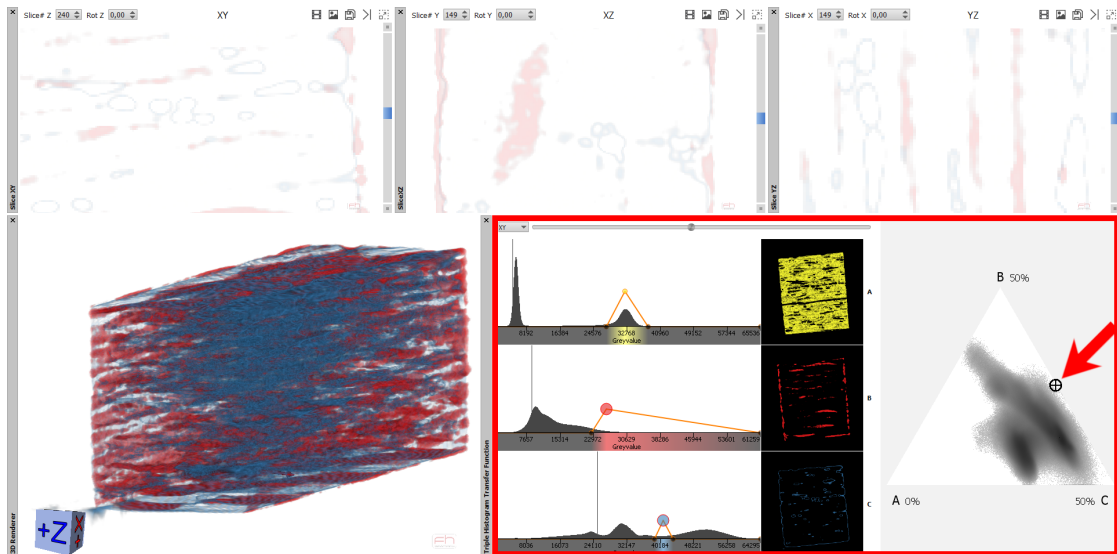 Slice# Z 240 Rot Z 0,00 XY
Slice# Y 149 Rot Y 0,00 XZ
Slice# X 149 Rot X 0,00 YZ
Slice XY
SliceXZ
Slice YZ
3D Renderer
+Z
X+
Triple Histogram Transfer Function
XY
8192 16384 24576 32768 40960 49152 57344 65536
Greyvalue
A
7657 15314 22972 30629 38286 45944 53601 61259
Greyvalue
B
8036 16073 24110 32147 40184 48221 56258 64295
C
B 50%
A 0%
50% C